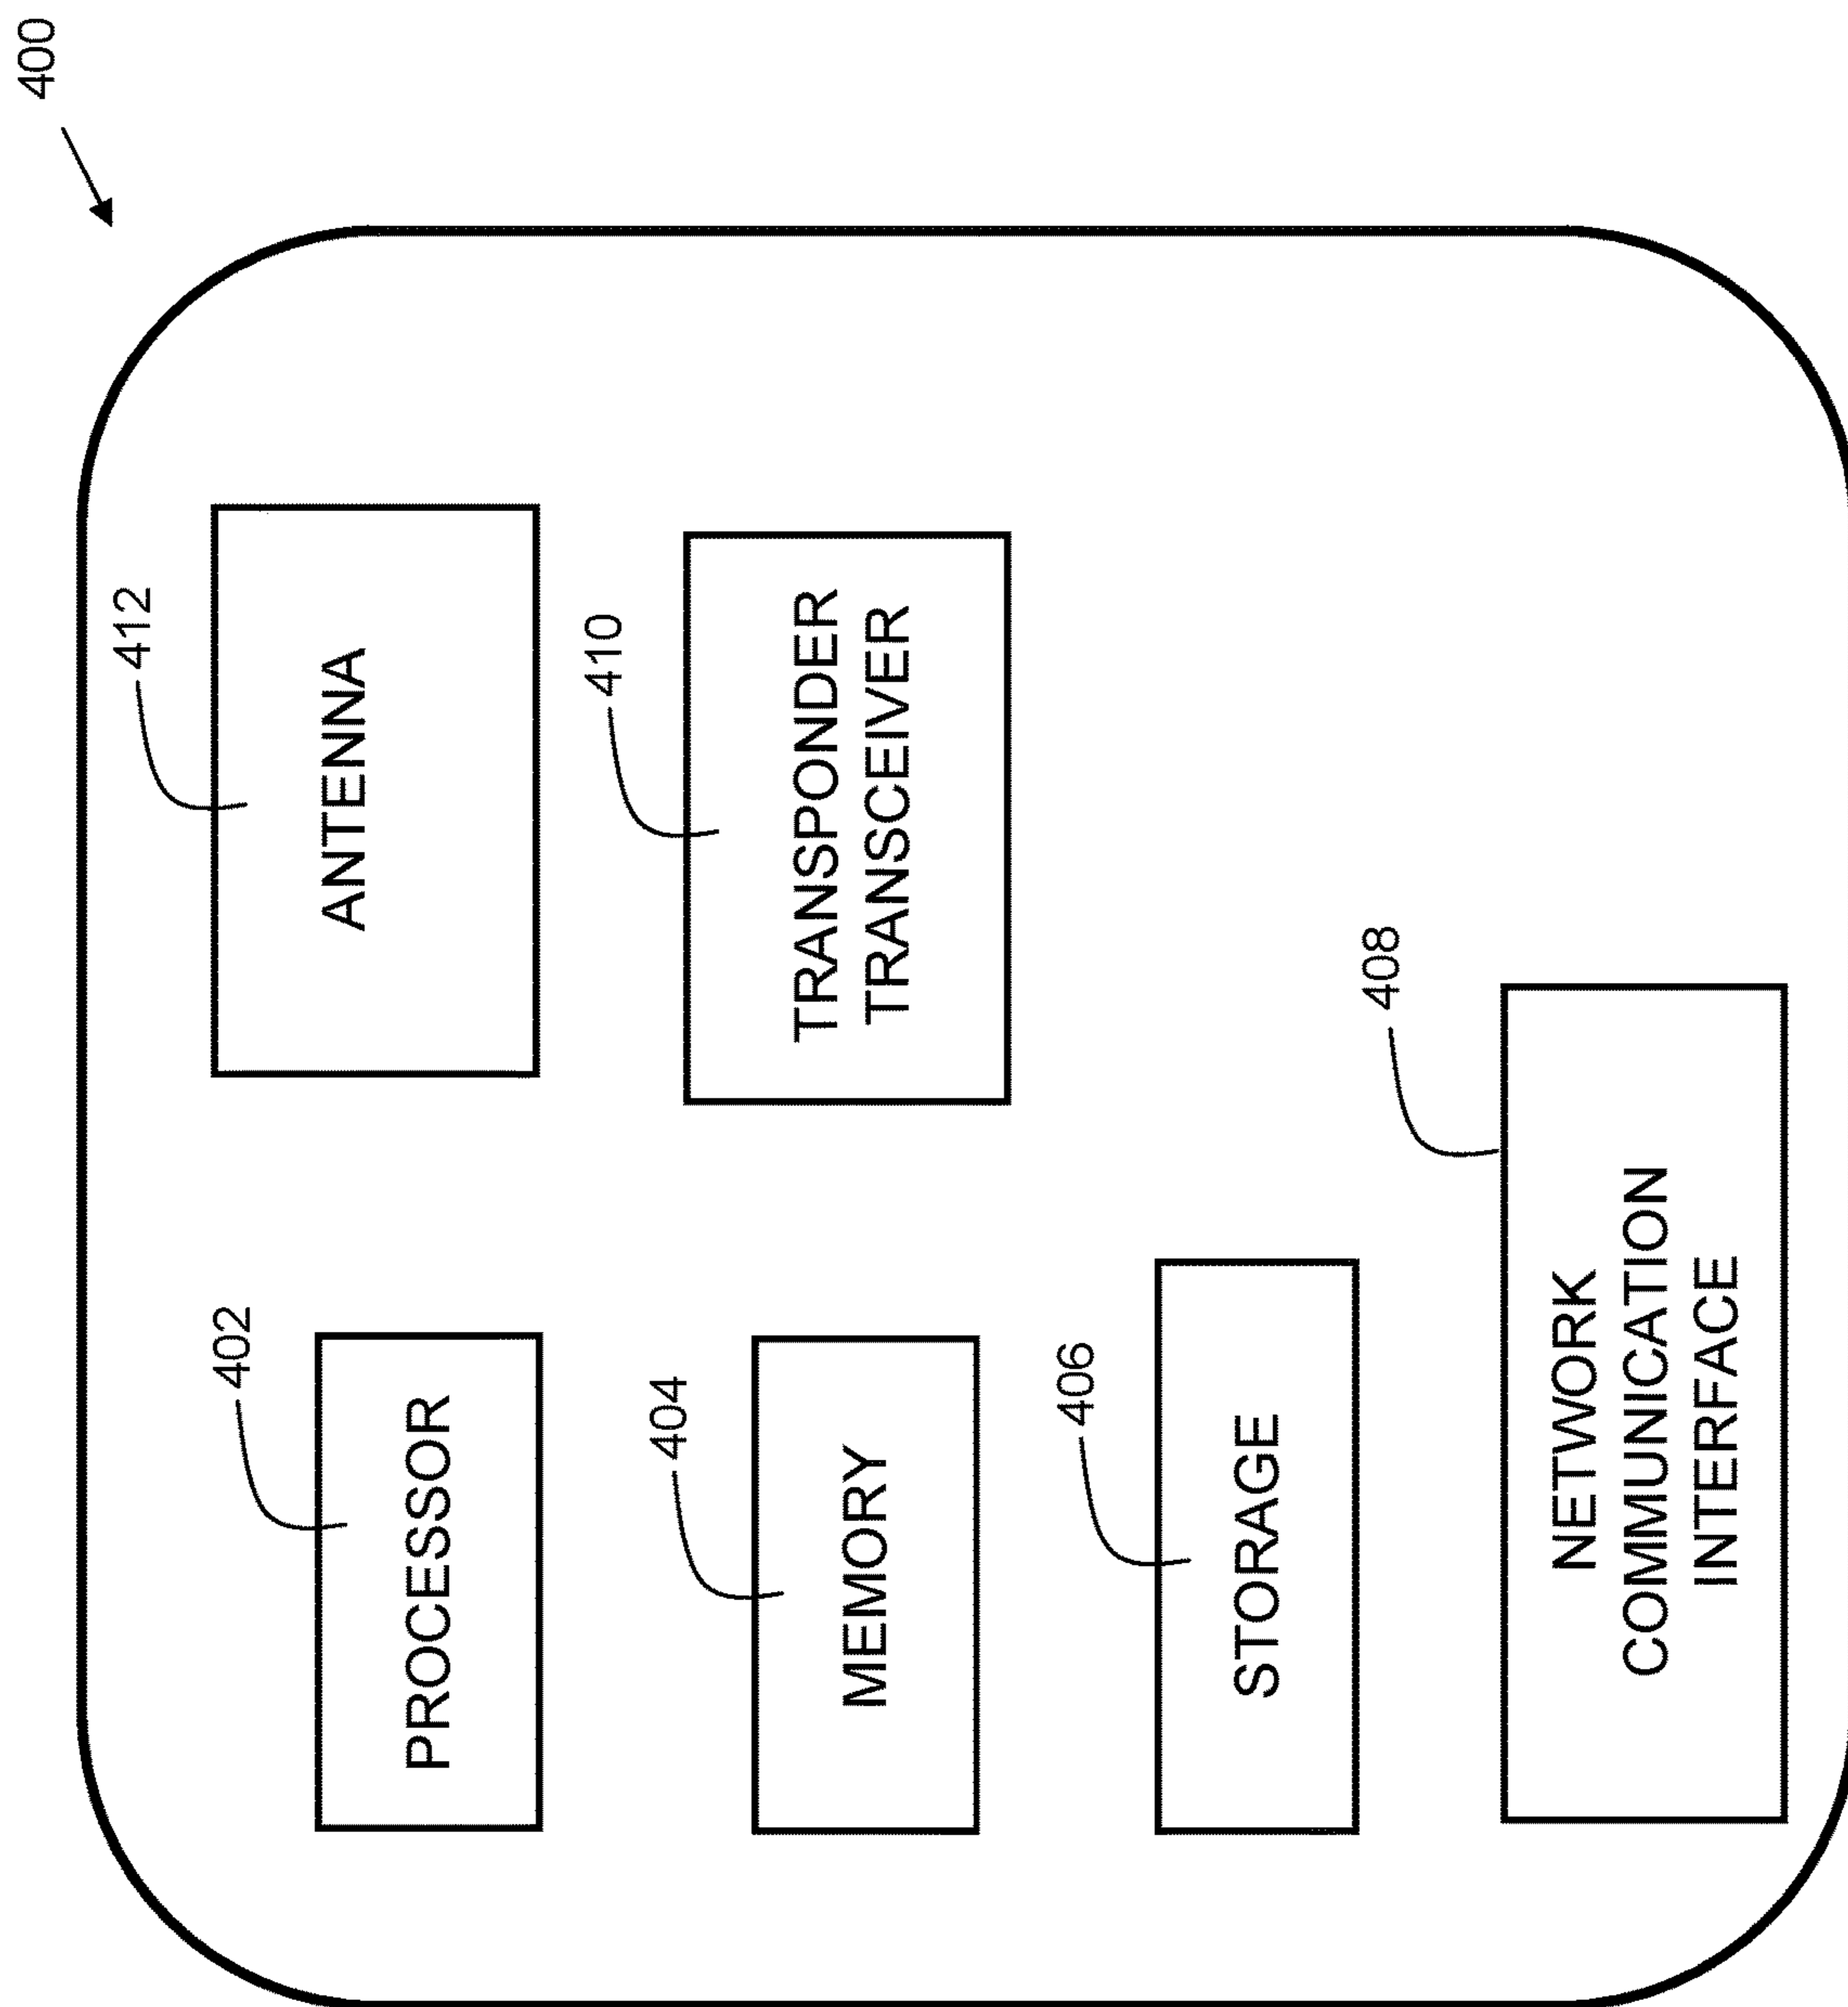 400
402
PROCESSOR
404
MEMORY
406
STORAGE
408
NETWORK
COMMUNICATION
INTERFACE
412
ANTENNA
410
TRANSPONDER
TRANSCEIVER